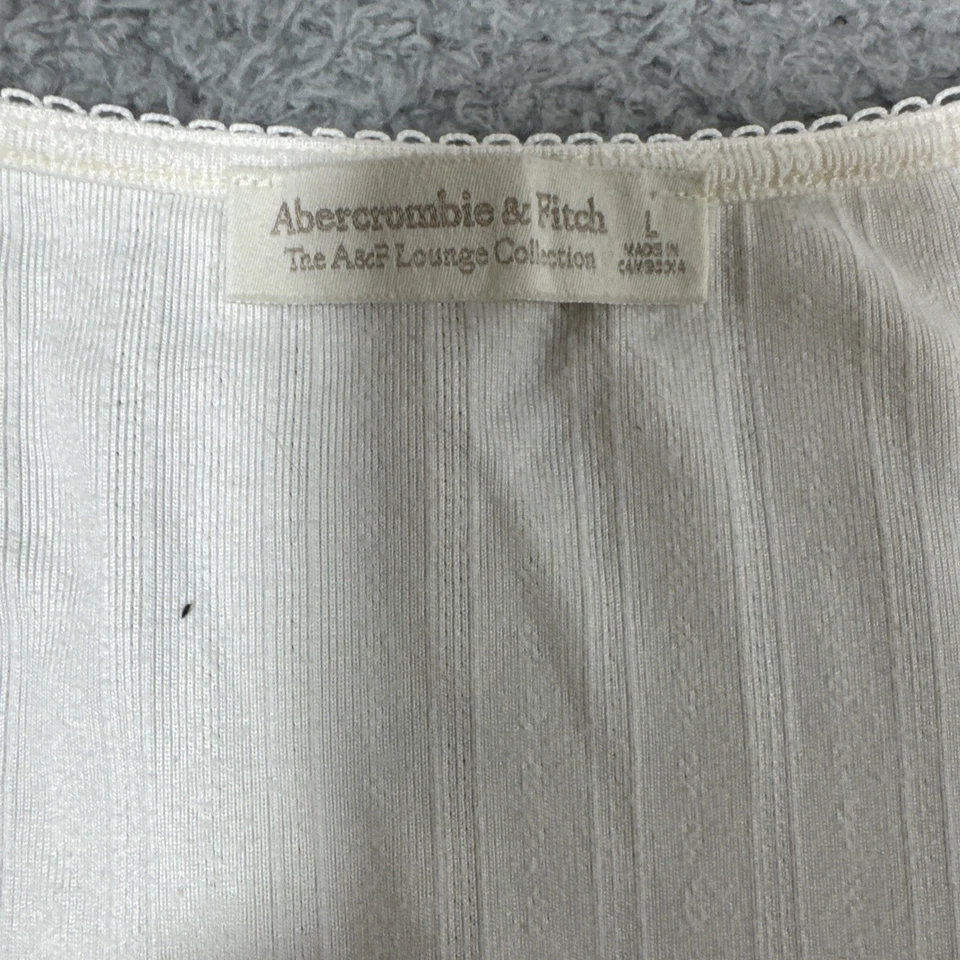 Abercrombie & Fitch
The A&F Lounge Collection
L
MADE IN
CAMBODIA